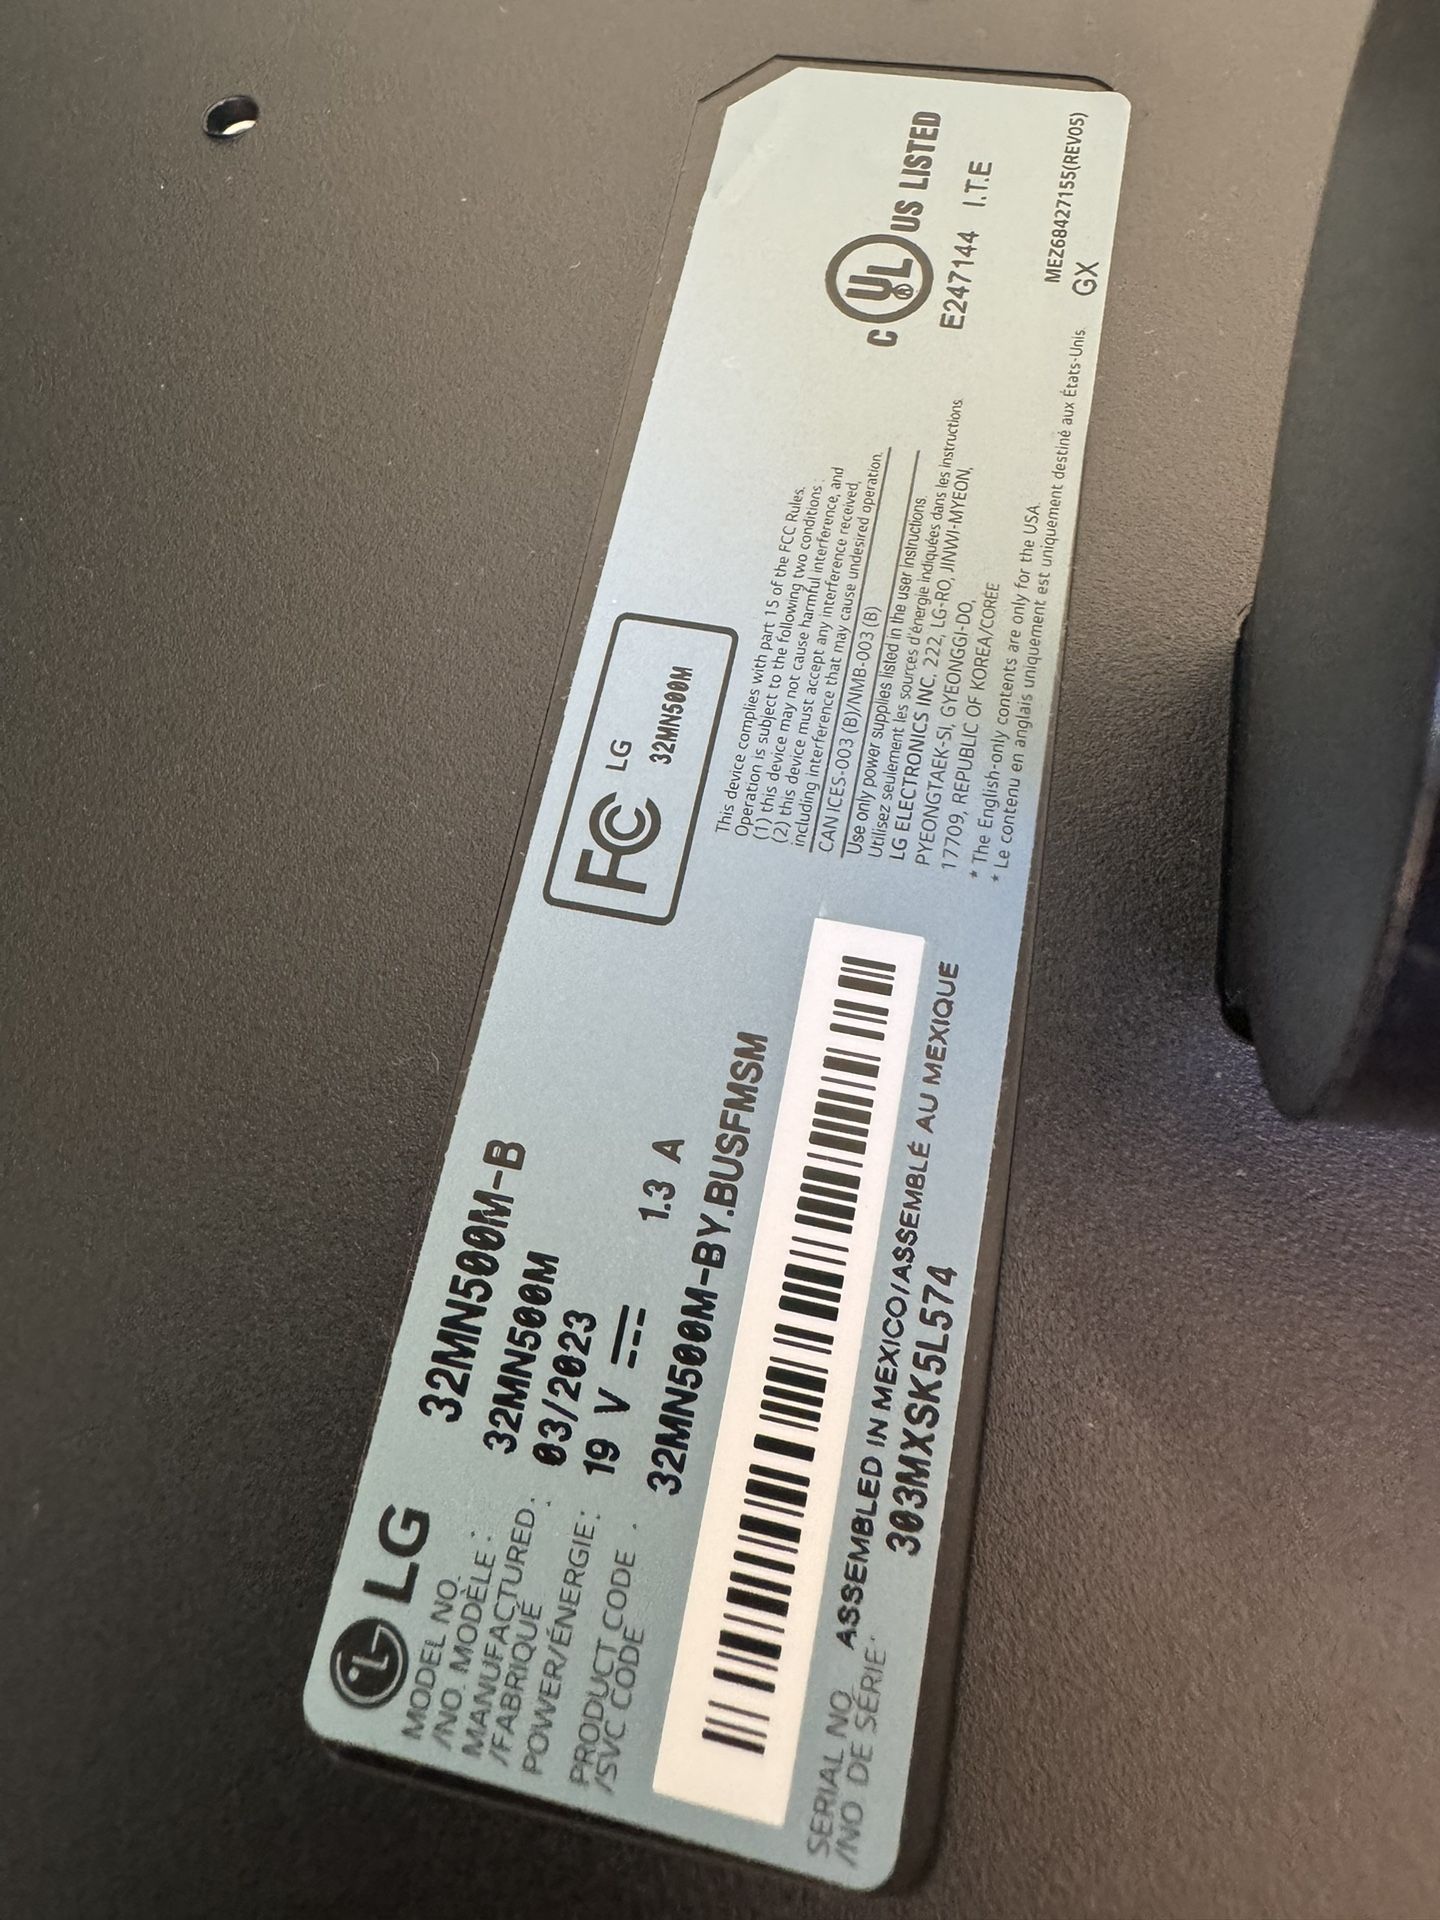 LG
MODEL NO.
/NO. MODÈLE :
32MN500M-B
32MN500M
MANUFACTURED.
/FABRIQUÉ
03/2023
POWER/ÉNERGIE:
19 V
1.3 A
PRODUCT CODE
/SVC CODE
32MN500M-BY.BUSFMSM
SERIAL NO
/NO DE SÉRIE:
ASSEMBLED IN MEXICO/ASSEMBLÉ AU MEXIQUE
303MXSK5L574
FC LG
32MN500M
This device complies with part 15 of the FCC Rules.
Operation is subject to the following two conditions :
(1) this device may not cause harmful interference, and
(2) this device must accept any interference received,
including interference that may cause undesired operation.
CAN ICES-003 (B)/NMB-003 (B)
Use only power supplies listed in the user instructions.
Utilisez seulement les sources d'énergie indiquées dans les instructions.
LG ELECTRONICS INC. 222, LG-RO, JINWI-MYEON,
PYEONGTAEK-SI, GYEONGGI-DO,
17709, REPUBLIC OF KOREA/CORÉE
* The English-only contents are only for the USA.
* Le contenu en anglais uniquement est uniquement destiné aux États-Unis.
C UL ® US LISTED
E247144 I.T.E
MEZ68427155(REV05)
GX